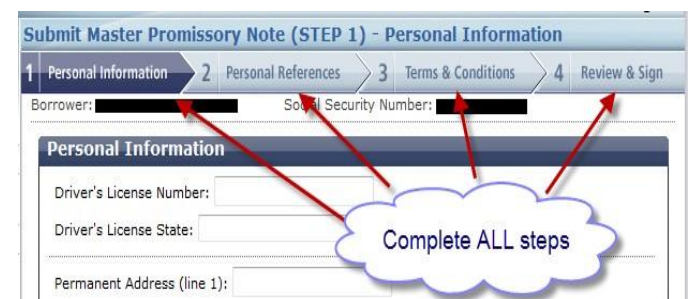 Submit Master Promissory Note (STEP 1) - Personal Information
1 Personal Information 2 Personal References 3 Terms & Conditions 4 Review & Sign
Borrower: Social Security Number:
Personal Information
Driver's License Number:
Driver's License State:
Complete ALL steps
Permanent Address (line 1):